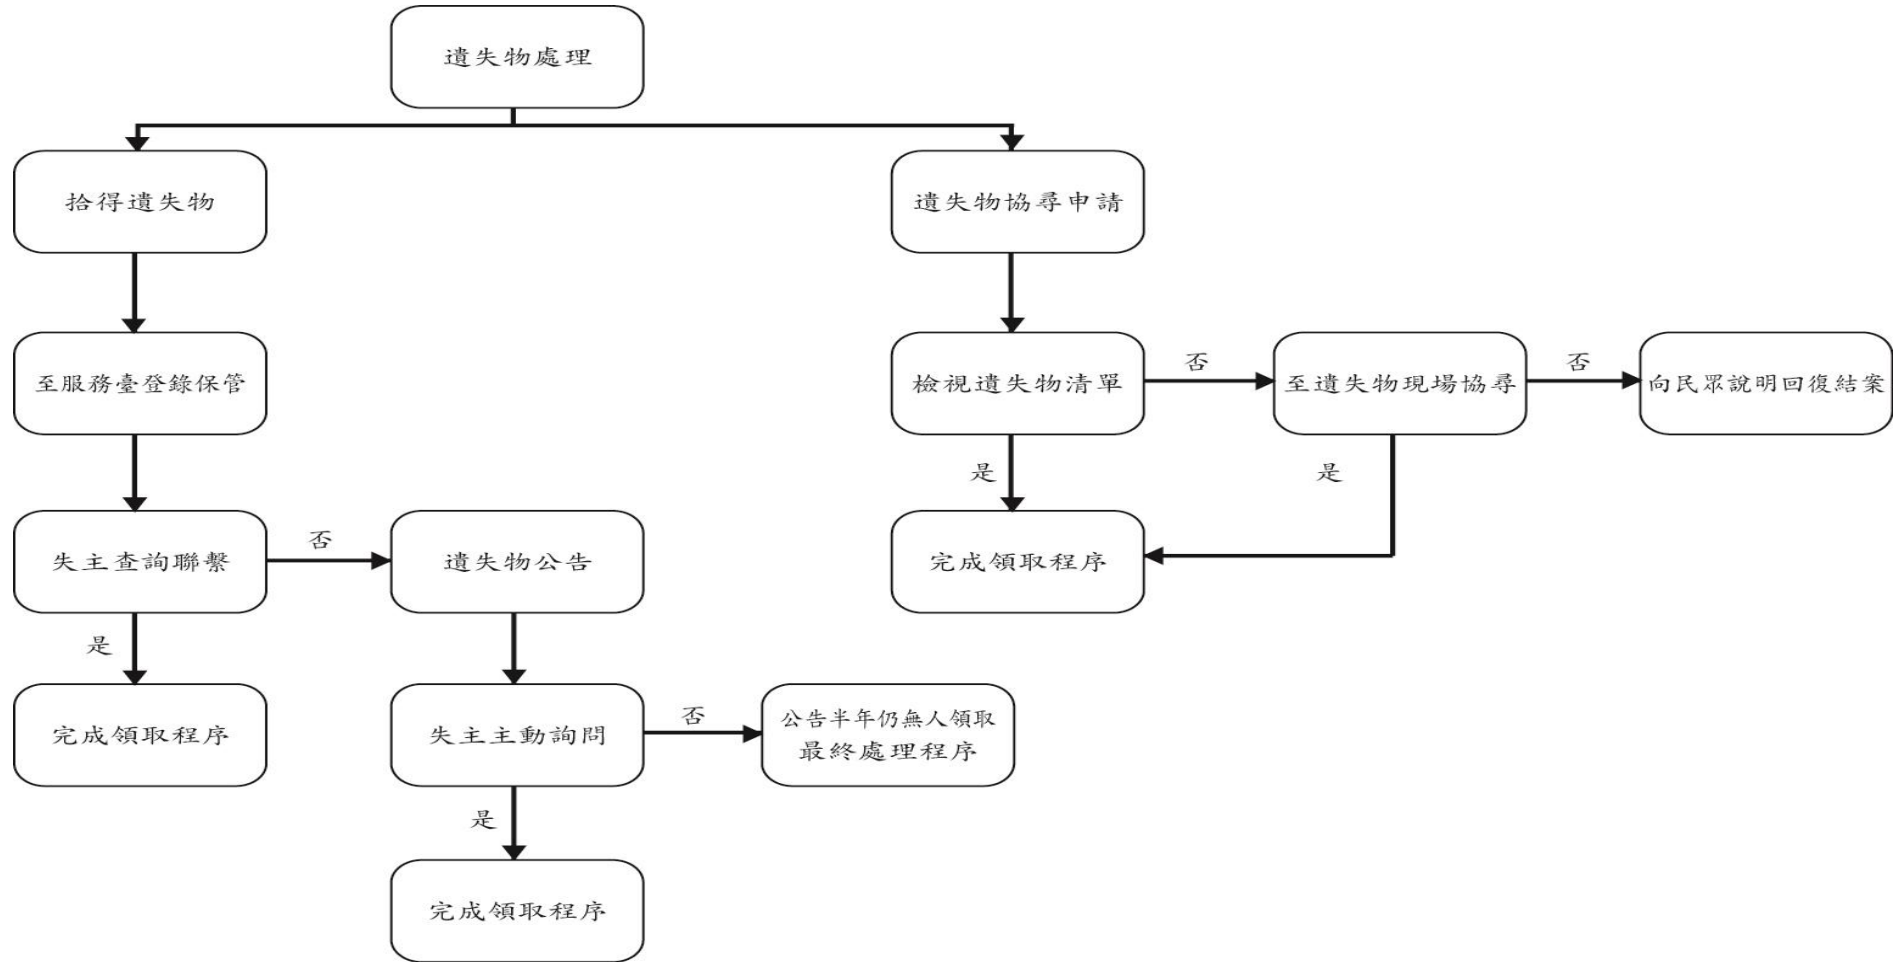 遺失物處理
拾得遺失物
遺失物協尋申請
至服務臺登錄保管
檢視遺失物清單
否
至遺失物現場協尋
否
向民眾說明回復結案
是
是
失主查詢聯繫
否
遺失物公告
完成領取程序
是
完成領取程序
失主主動詢問
否
公告半年仍無人領取
最終處理程序
是
完成領取程序